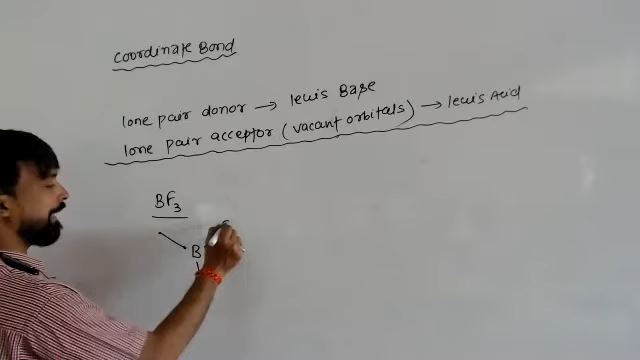 Coordinate Bond
lone pair donor → lewis Base
lone pair acceptor (vacant orbitals) → lewis Acid
BF₃
B